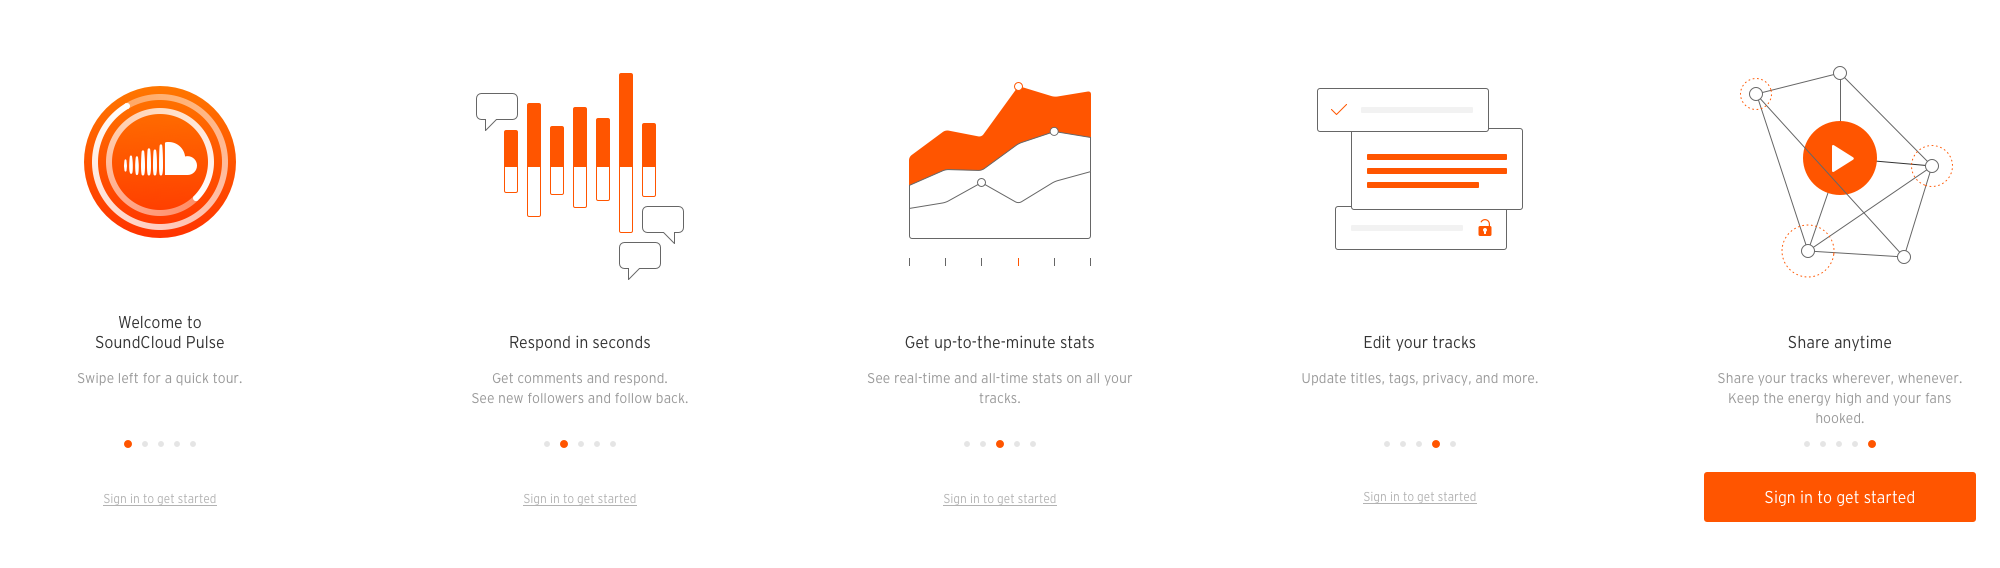 Welcome to
SoundCloud Pulse
Swipe left for a quick tour.
Sign in to get started
Respond in seconds
Get comments and respond.
See new followers and follow back.
Sign in to get started
Get up-to-the-minute stats
See real-time and all-time stats on all your
tracks.
Sign in to get started
Edit your tracks
Update titles, tags, privacy, and more.
Sign in to get started
Share anytime
Share your tracks wherever, whenever.
Keep the energy high and your fans
hooked.
Sign in to get started